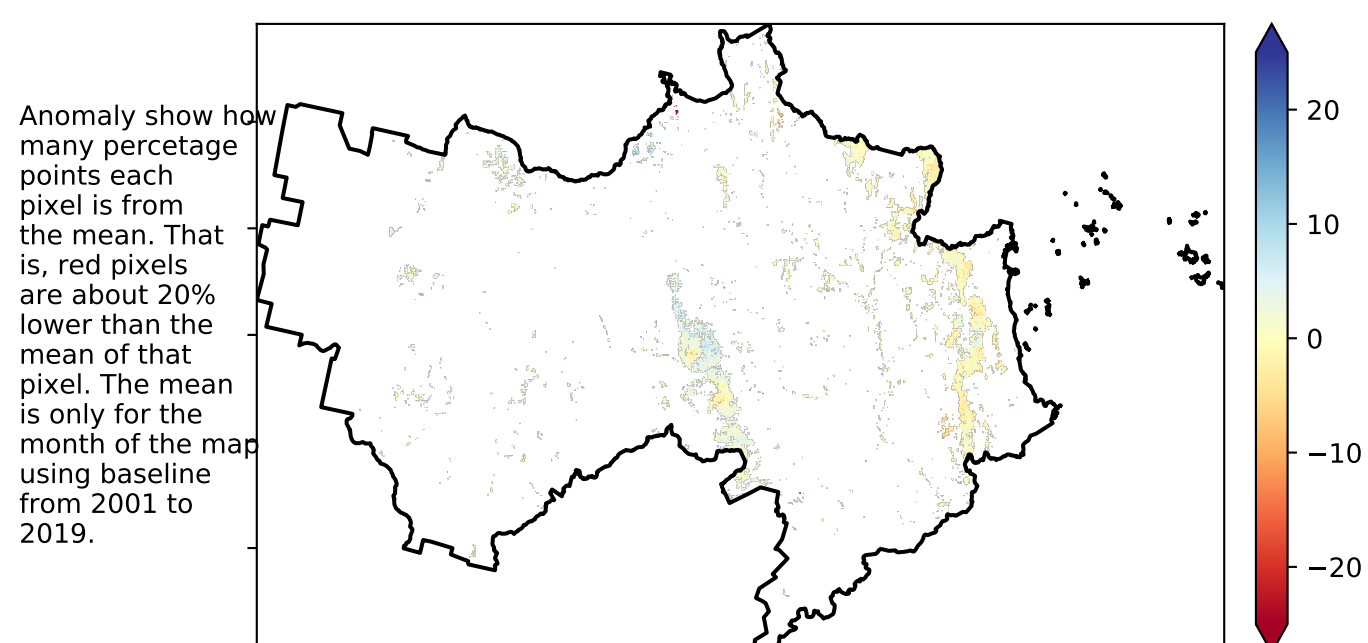 Anomaly show how
many percetage
points each
pixel is from
the mean. That
is, red pixels
are about 20%
lower than the
mean of that
pixel. The mean
is only for the
month of the map
using baseline
from 2001 to
2019.
20
10
0
−10
−20